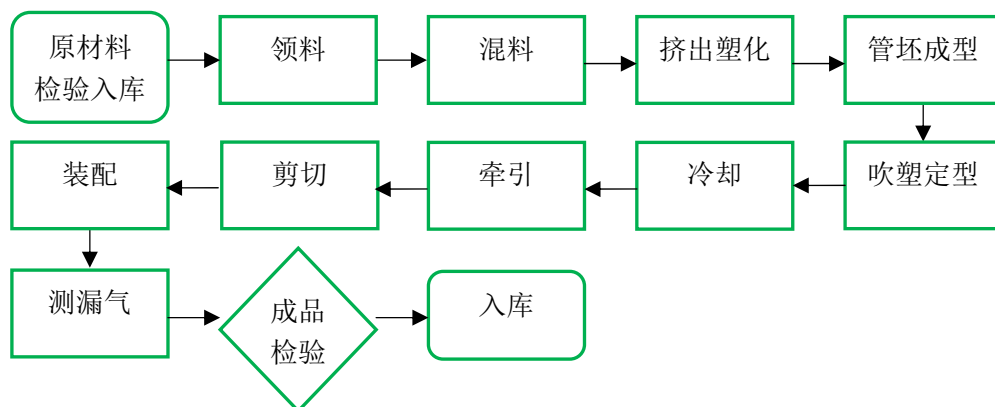 原材料
检验入库
领料
混料
挤出塑化
管坯成型
吹塑定型
冷却
牵引
剪切
装配
测漏气
成品
检验
入库